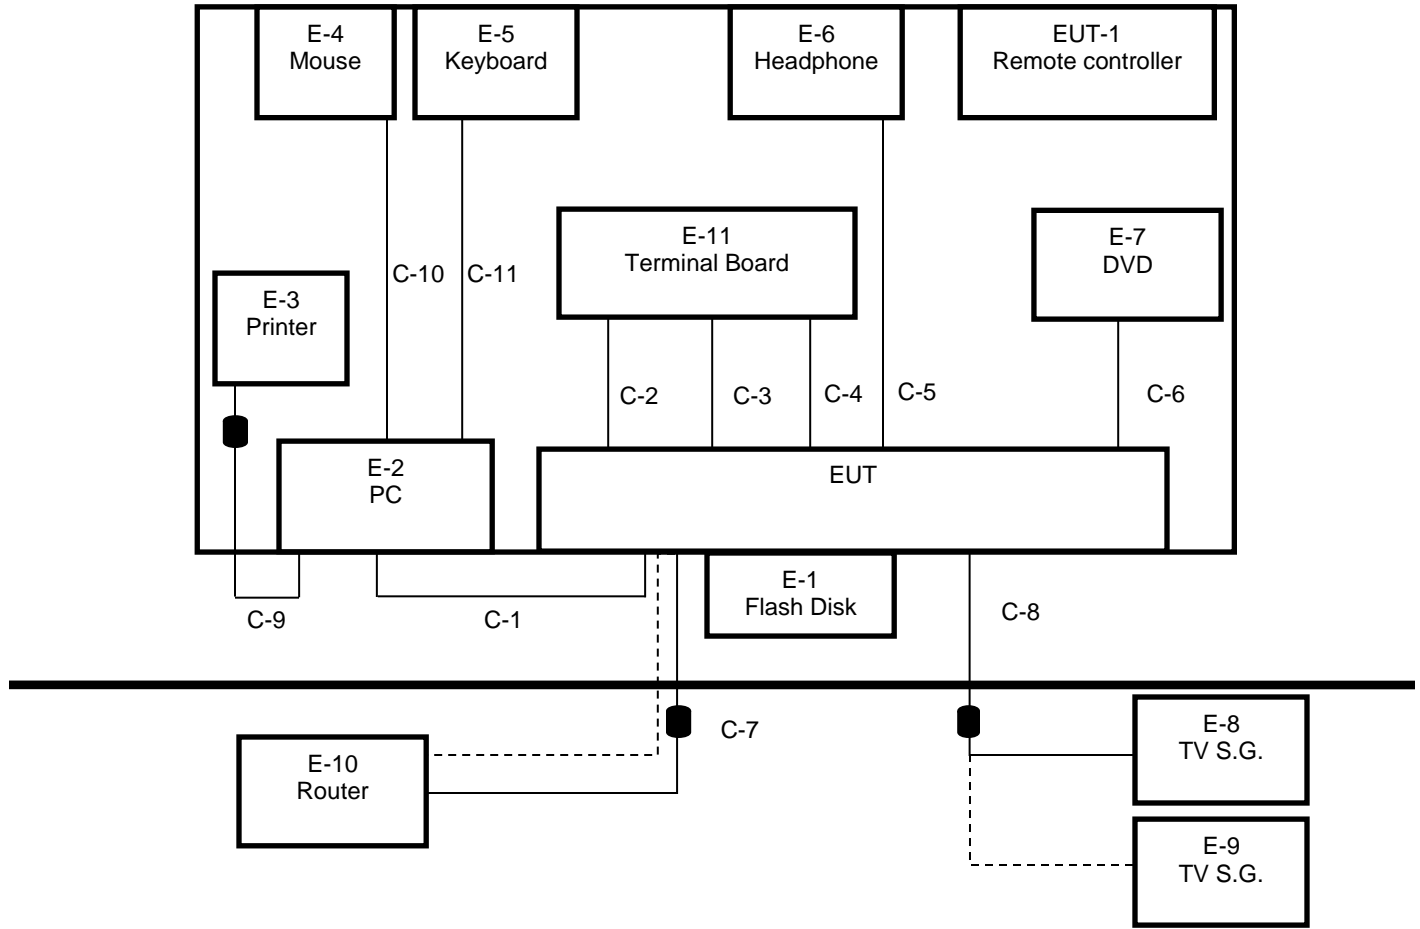 E-4
Mouse
E-5
Keyboard
E-6
Headphone
EUT-1
Remote controller
E-11
Terminal Board
E-7
DVD
E-3
Printer
C-10
C-11
C-2
C-3
C-4
C-5
C-6
E-2
PC
EUT
E-1
Flash Disk
C-9
C-1
C-8
C-7
E-10
Router
E-8
TV S.G.
E-9
TV S.G.